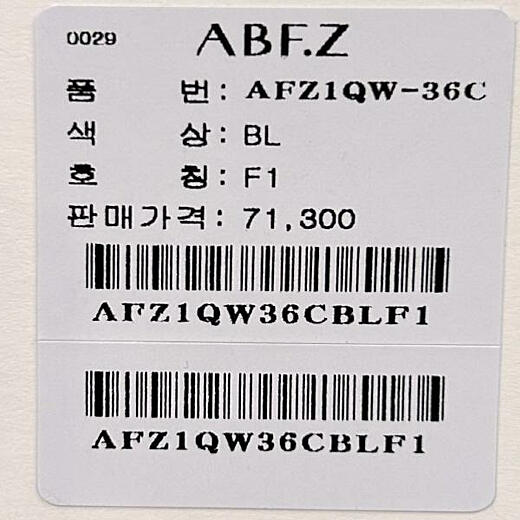 0029 ABF.Z
품 번: AFZ1QW-36C
색 상: BL
호 칭: F1
판매가격: 71,300
AFZ1QW36CBLF1
AFZ1QW36CBLF1